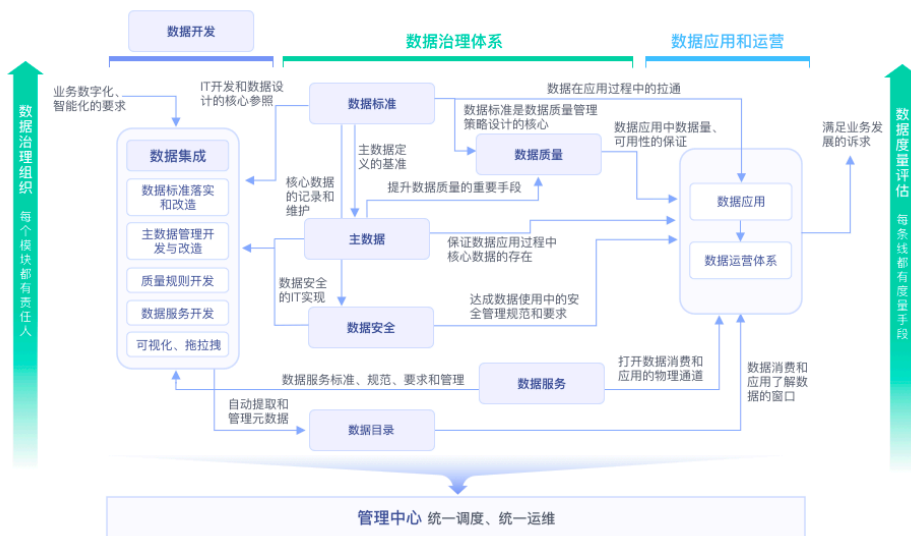 数据开发
数据治理体系
数据应用和运营
数据治理组织
每个模块都有责任人
业务数字化、
智能化的要求
IT开发和数据设
计的核心参照
数据标准
数据在应用过程中的拉通
数据标准是数据质量管理
策略设计的核心
数据质量
数据应用中数据量、
可用性的保证
满足业务发
展的诉求
数据度量评估
每条线都有度量手段
数据集成
数据标准落实
和改造
主数据管理开
发与改造
质量规则开发
数据服务开发
可视化、拖拉拽
主数据定
义的基准
核心数据
的记录和
维护
提升数据质量的重要手段
主数据
保证数据应用过程中
核心数据的存在
数据应用
数据运营体系
数据安全
的IT实现
数据安全
达成数据使用中的安
全管理规范和要求
数据服务标准、规范、要求和管理
数据服务
打开数据消费和
应用的物理通道
数据消费和
应用了解数
据的窗口
自动提取和
管理元数据
数据目录
管理中心 统一调度、统一运维